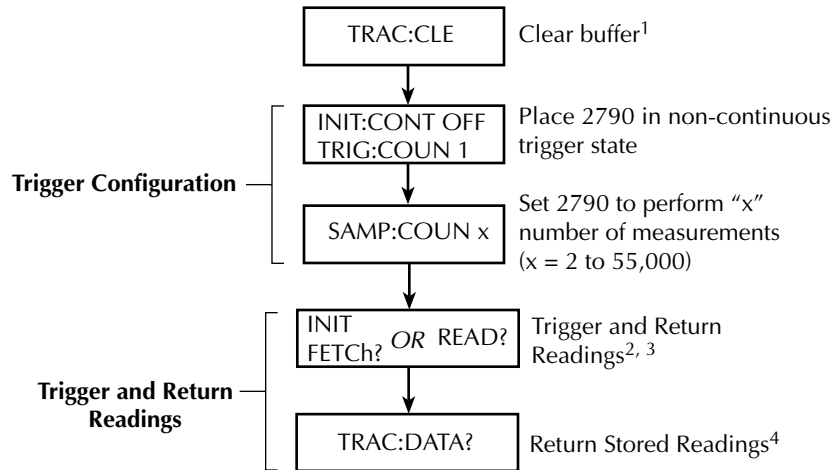 TRAC:CLE
Clear buffer1
Trigger Configuration
INIT:CONT OFF
TRIG:COUN 1
Place 2790 in non-continuous
trigger state
SAMP:COUN x
Set 2790 to perform “x”
number of measurements
(x = 2 to 55,000)
Trigger and Return
Readings
INIT
FETCh? OR READ?
Trigger and Return
Readings2, 3
TRAC:DATA?
Return Stored Readings4